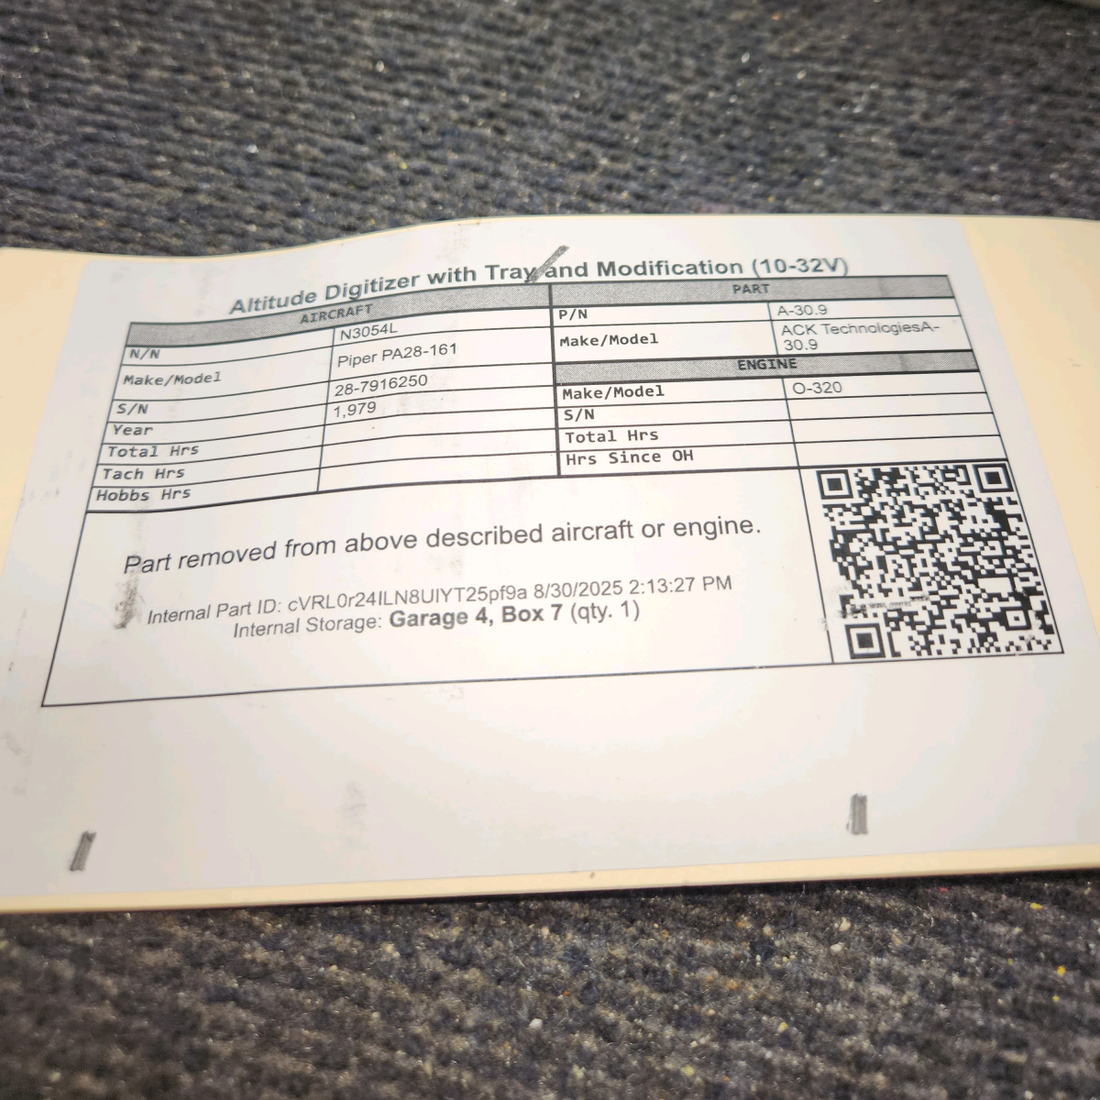 Altitude Digitizer with Tray and Modification (10-32V)
AIRCRAFT
N/N N3054L
Make/Model Piper PA28-161
S/N 28-7916250
Year 1,979
Total Hrs
Tach Hrs
Hobbs Hrs
PART
P/N A-30.9
Make/Model ACK TechnologiesA-
30.9
ENGINE
Make/Model O-320
S/N
Total Hrs
Hrs Since OH
Part removed from above described aircraft or engine.
Internal Part ID: cVRL0r24ILN8UIYT25pf9a 8/30/2025 2:13:27 PM
Internal Storage: Garage 4, Box 7 (qty. 1)